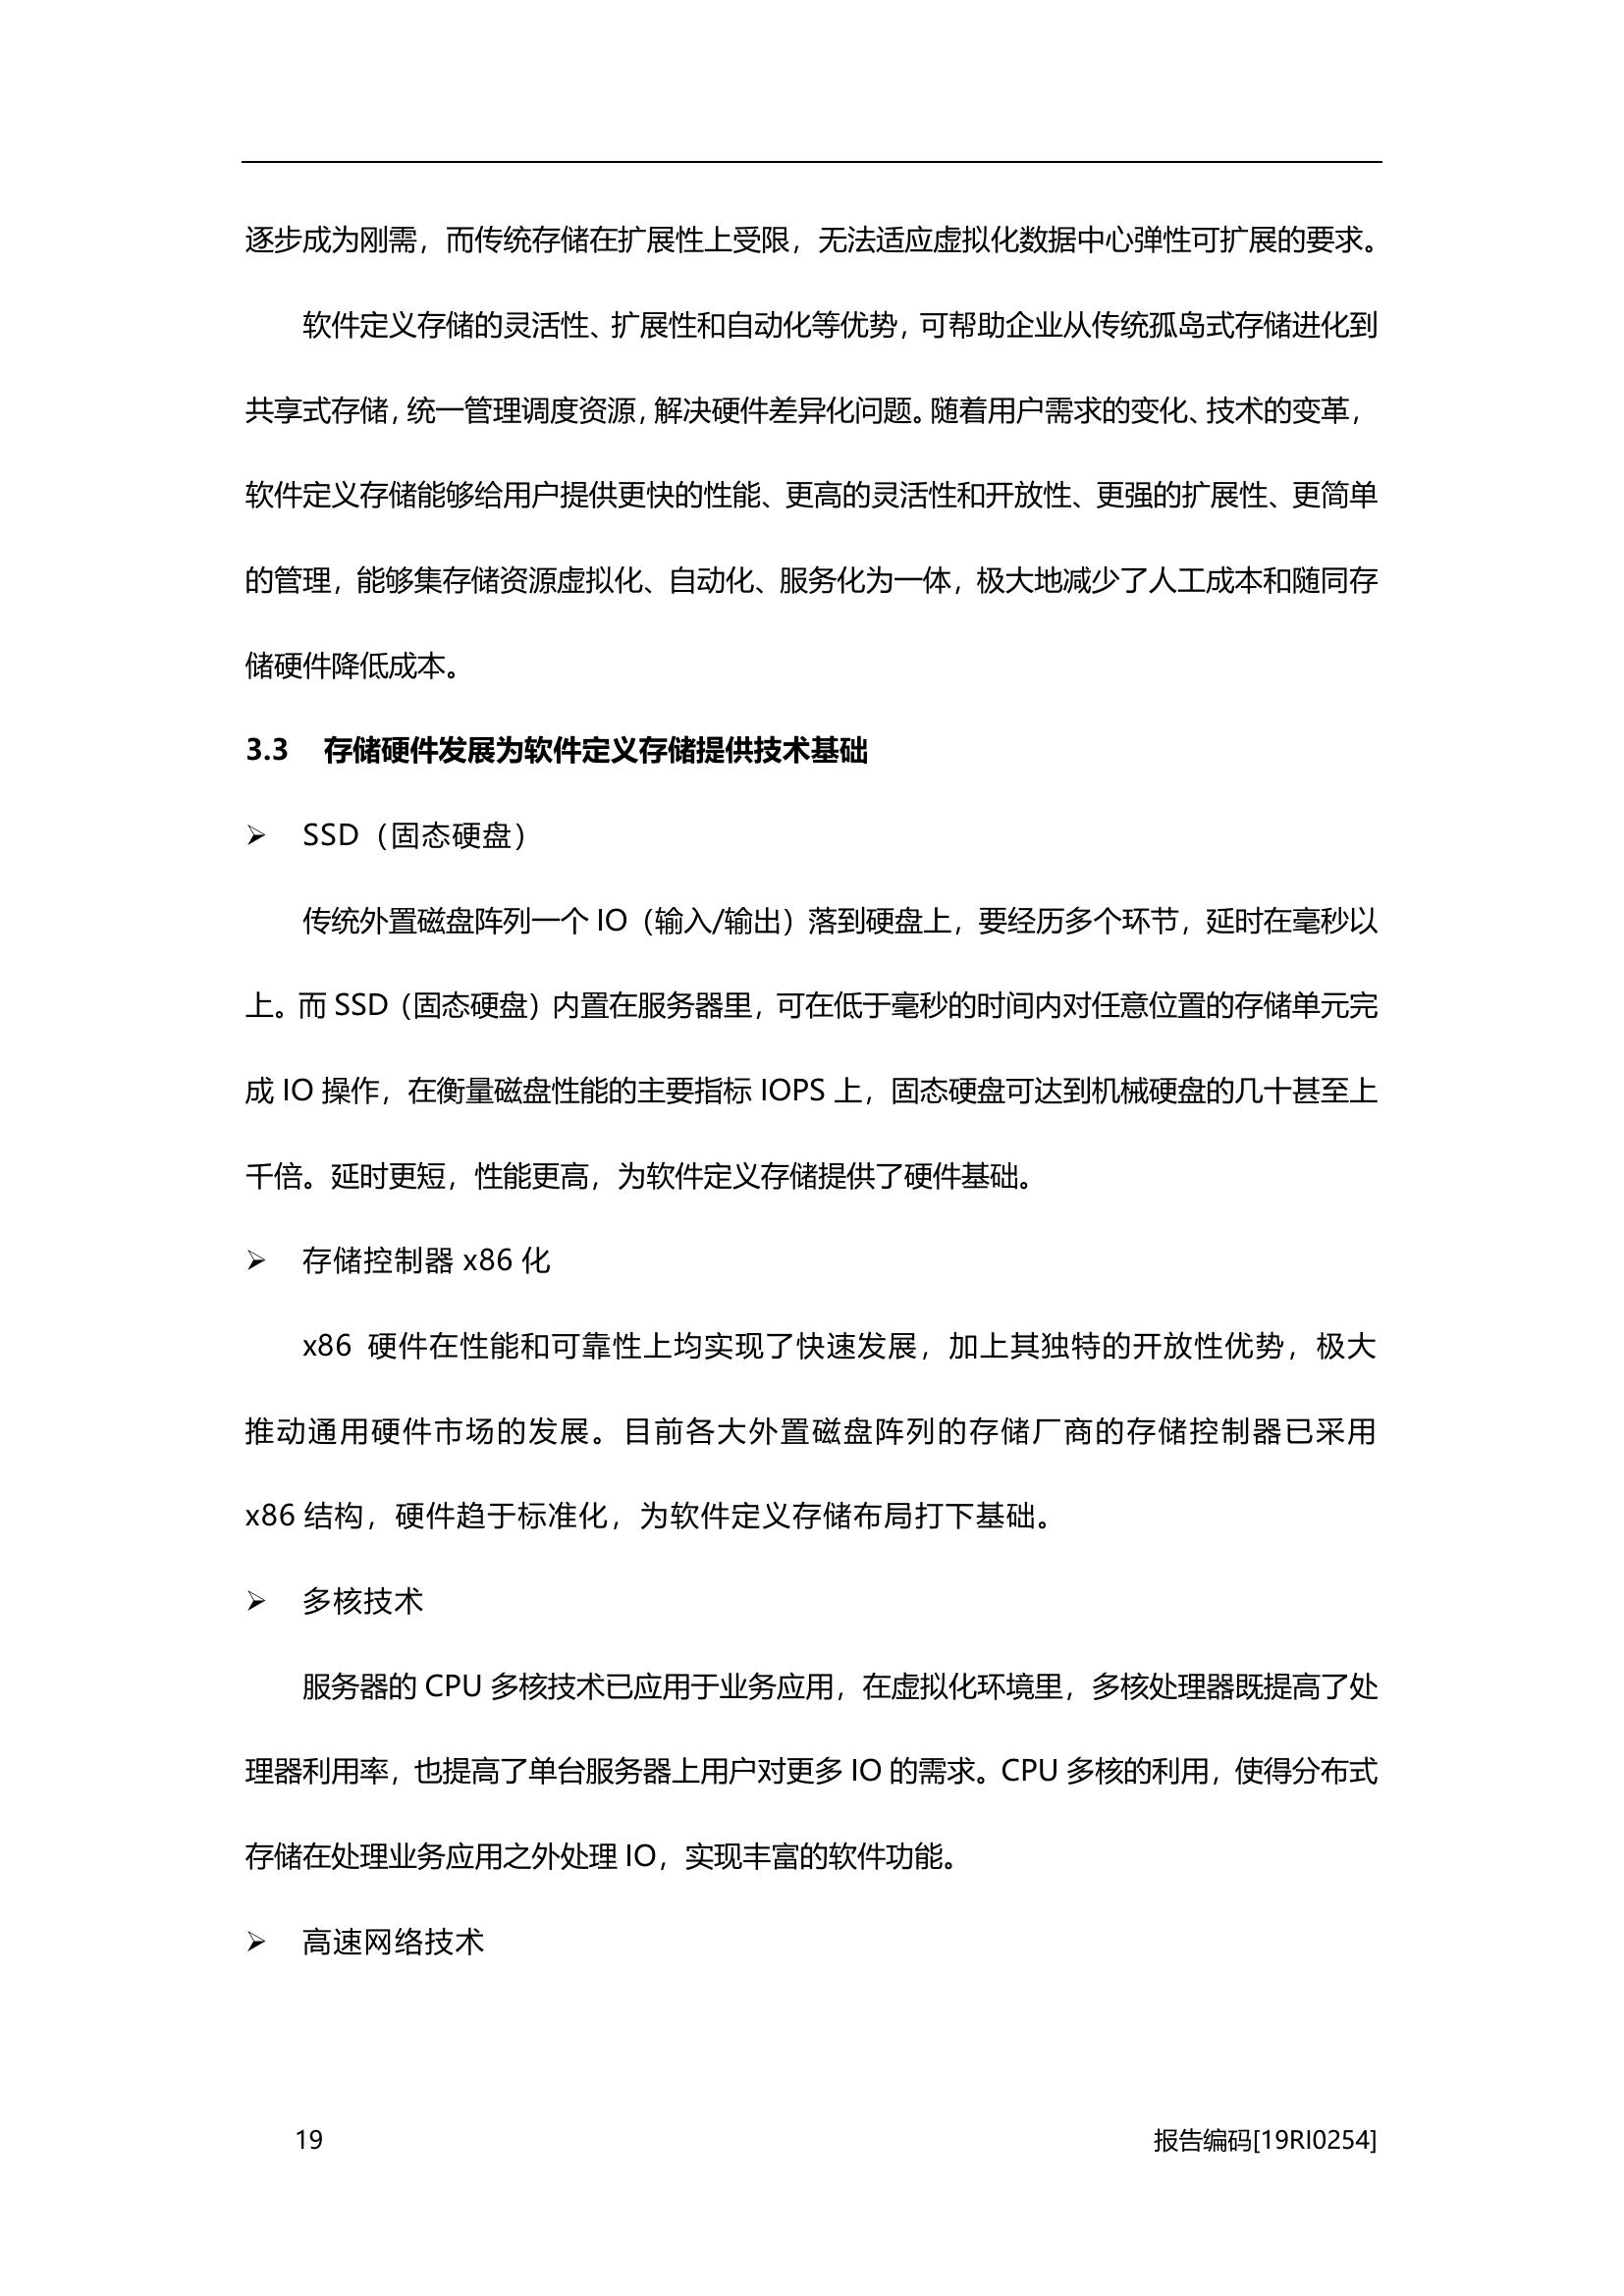 逐步成为刚需，而传统存储在扩展性上受限，无法适应虚拟化数据中心弹性可扩展的要求。
软件定义存储的灵活性、扩展性和自动化等优势，可帮助企业从传统孤岛式存储进化到
共享式存储，统一管理调度资源，解决硬件差异化问题。随着用户需求的变化、技术的变革，
软件定义存储能够给用户提供更快的性能、更高的灵活性和开放性、更强的扩展性、更简单
的管理，能够集存储资源虚拟化、自动化、服务化为一体，极大地减少了人工成本和随同存
储硬件降低成本。
3.3 存储硬件发展为软件定义存储提供技术基础
➢ SSD（固态硬盘）
传统外置磁盘阵列一个 IO（输入/输出）落到硬盘上，要经历多个环节，延时在毫秒以
上。而 SSD（固态硬盘）内置在服务器里，可在低于毫秒的时间内对任意位置的存储单元完
成 IO 操作，在衡量磁盘性能的主要指标 IOPS 上，固态硬盘可达到机械硬盘的几十甚至上
千倍。延时更短，性能更高，为软件定义存储提供了硬件基础。
➢ 存储控制器 x86 化
x86 硬件在性能和可靠性上均实现了快速发展，加上其独特的开放性优势，极大
推动通用硬件市场的发展。目前各大外置磁盘阵列的存储厂商的存储控制器已采用
x86 结构，硬件趋于标准化，为软件定义存储布局打下基础。
➢ 多核技术
服务器的 CPU 多核技术已应用于业务应用，在虚拟化环境里，多核处理器既提高了处
理器利用率，也提高了单台服务器上用户对更多 IO 的需求。CPU 多核的利用，使得分布式
存储在处理业务应用之外处理 IO，实现丰富的软件功能。
➢ 高速网络技术
19 报告编码[19RI0254]